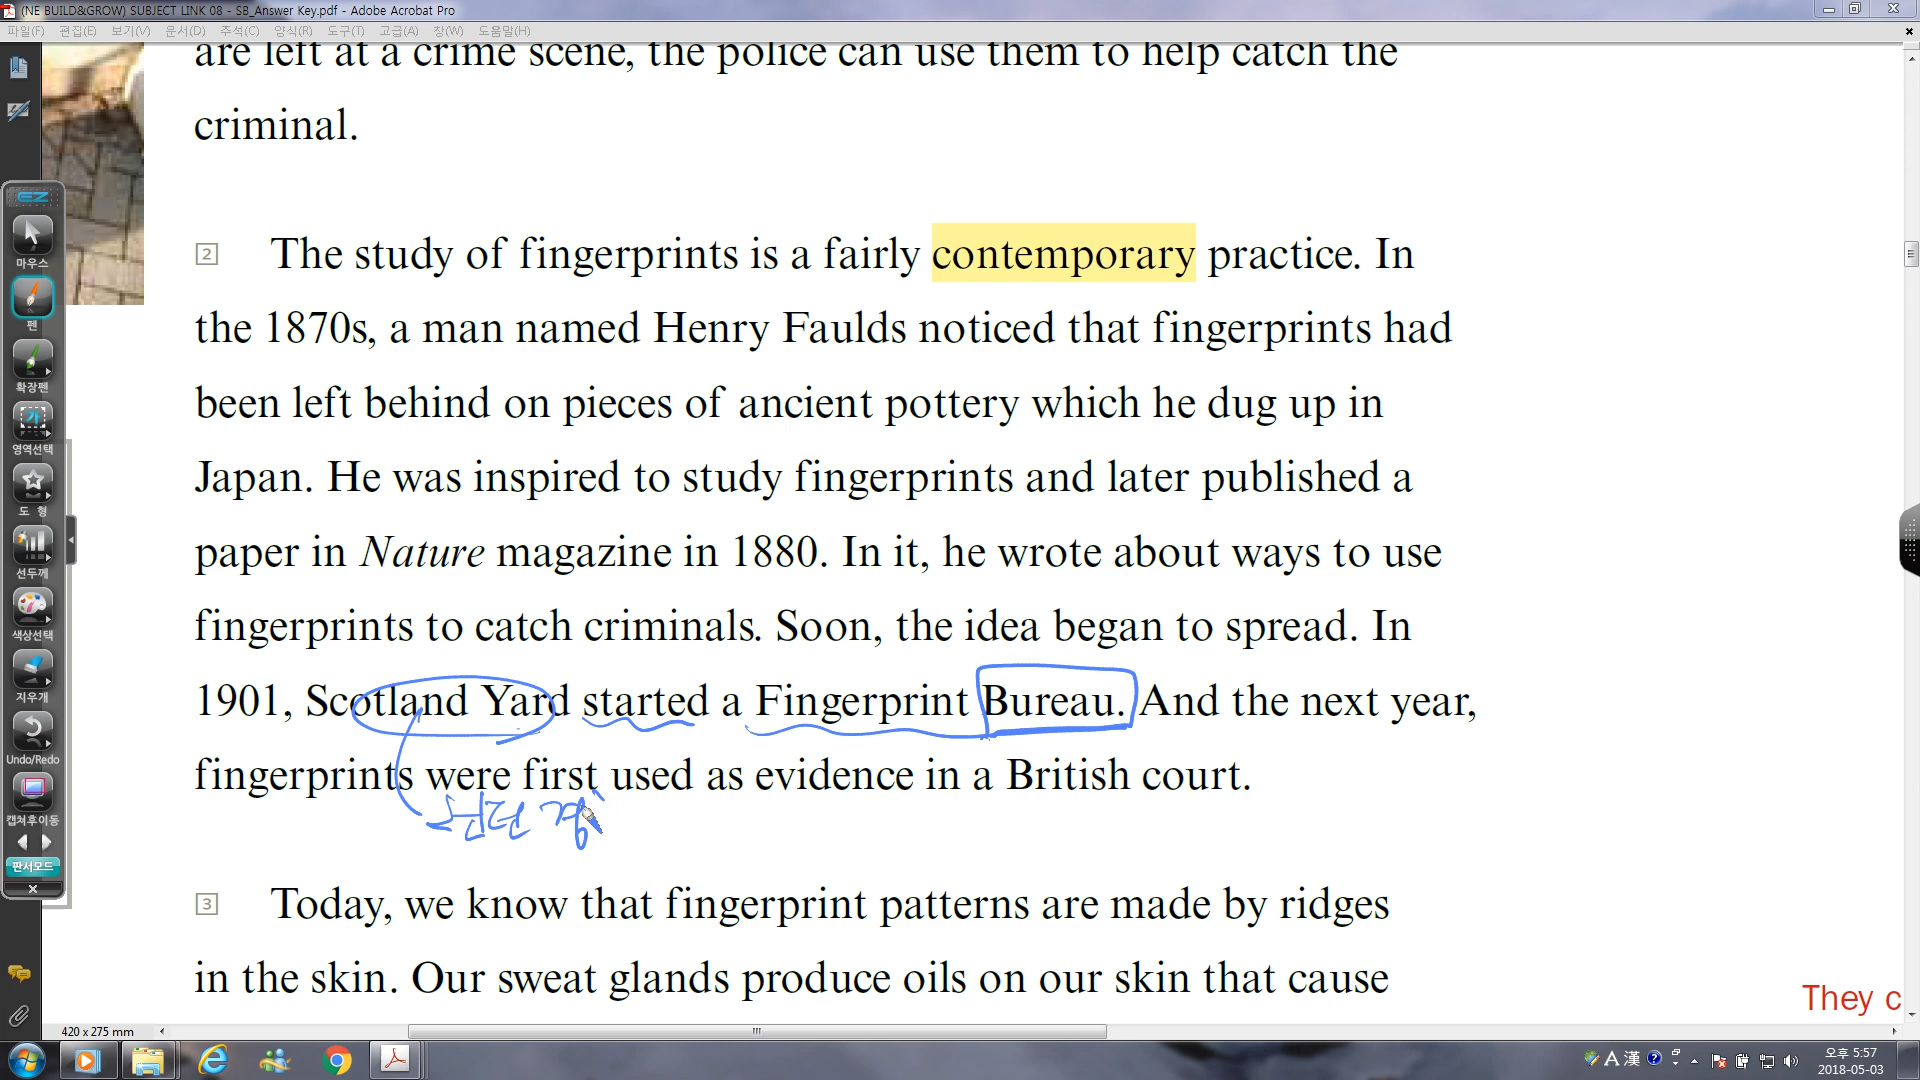 (NE BUILD&GROW) SUBJECT LINK 08 - SB_Answer Key.pdf - Adobe Acrobat Pro
파일(F) 편집(E) 보기(V) 문서(D) 주석(C) 양식(R) 도구(T) 고급(A) 창(W) 도움말(H)
are left at a crime scene, the police can use them to help catch the
criminal.
2 The study of fingerprints is a fairly contemporary practice. In
the 1870s, a man named Henry Faulds noticed that fingerprints had
been left behind on pieces of ancient pottery which he dug up in
Japan. He was inspired to study fingerprints and later published a
paper in Nature magazine in 1880. In it, he wrote about ways to use
fingerprints to catch criminals. Soon, the idea began to spread. In
1901, Scotland Yard started a Fingerprint Bureau. And the next year,
fingerprints were first used as evidence in a British court.
3 Today, we know that fingerprint patterns are made by ridges
in the skin. Our sweat glands produce oils on our skin that cause
They c
EZ
마우스
펜
확장펜
영역선택
도 형
선두께
색상선택
지우개
Undo/Redo
캡쳐후이동
판서모드
420 x 275 mm
A 漢
오후 5:57
2018-05-03